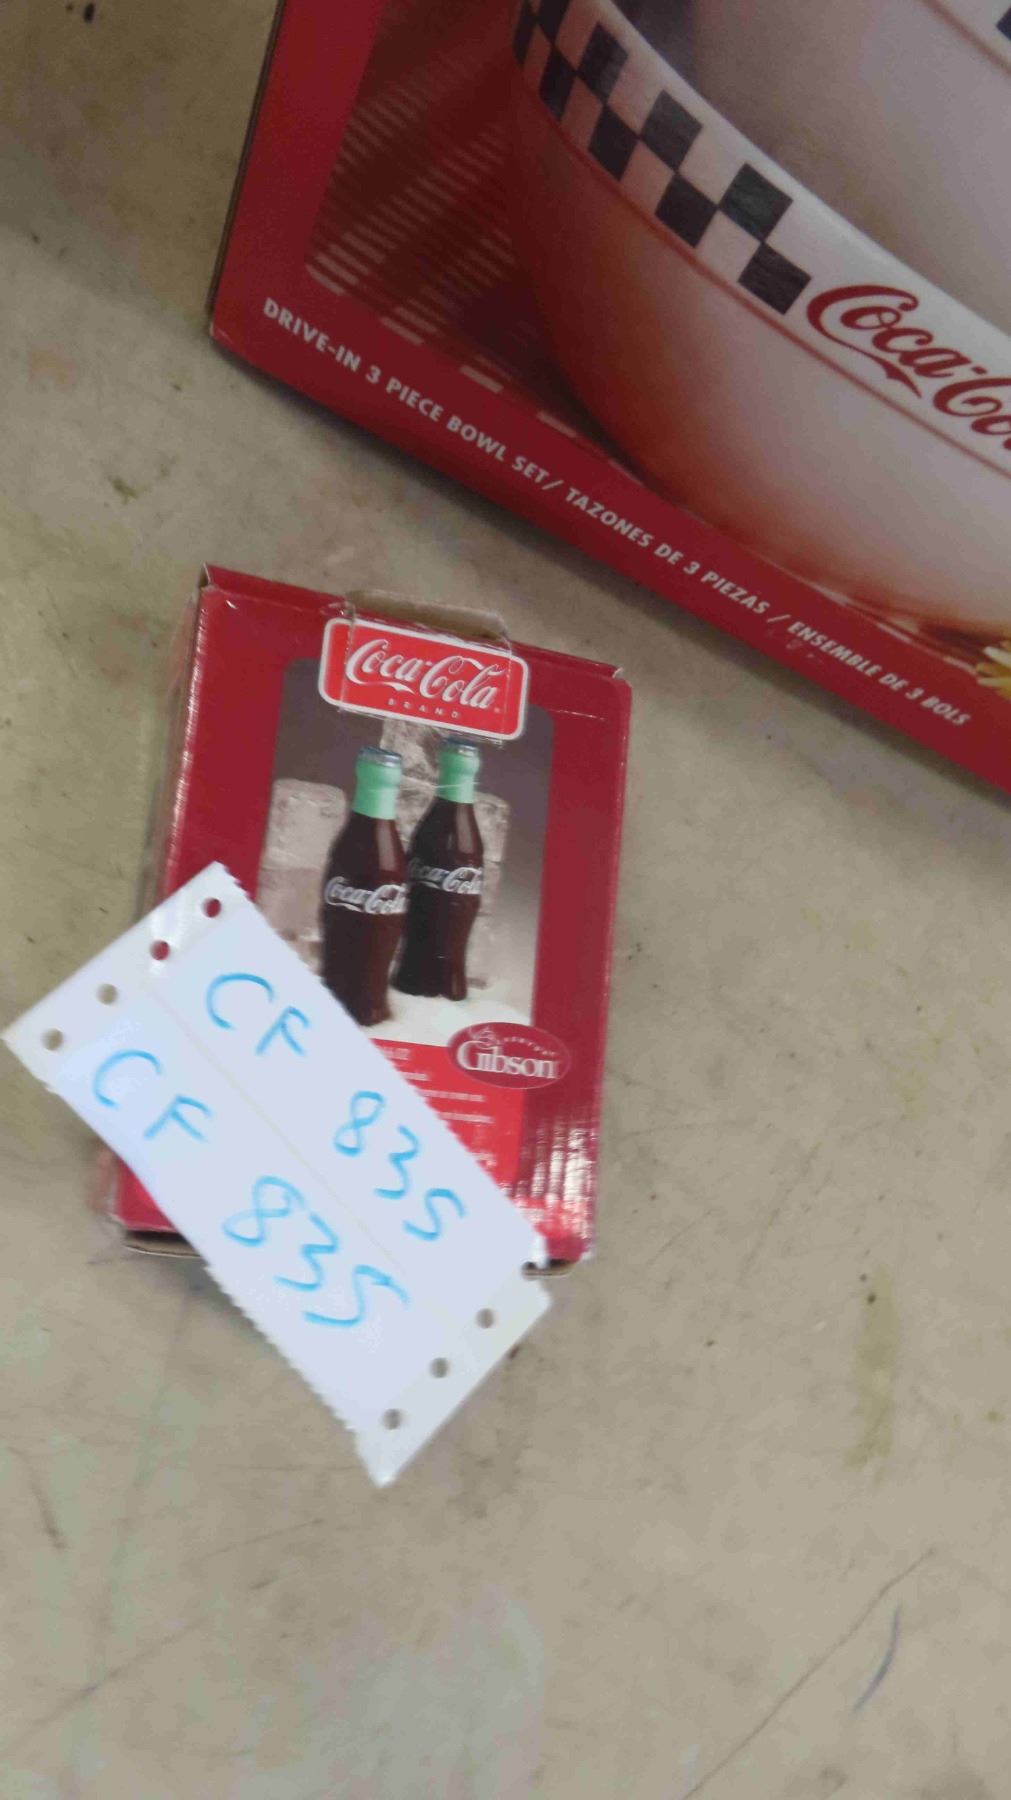 Coca-Cola
DRIVE-IN 3 PIECE BOWL SET / TAZONES DE 3 PIEZAS / ENSEMBLE DE 3 BOLS
Coca-Cola
BRAND
Coca-Cola
Coca-Cola
EVERYDAY
Gibson
CF 835
CF 835